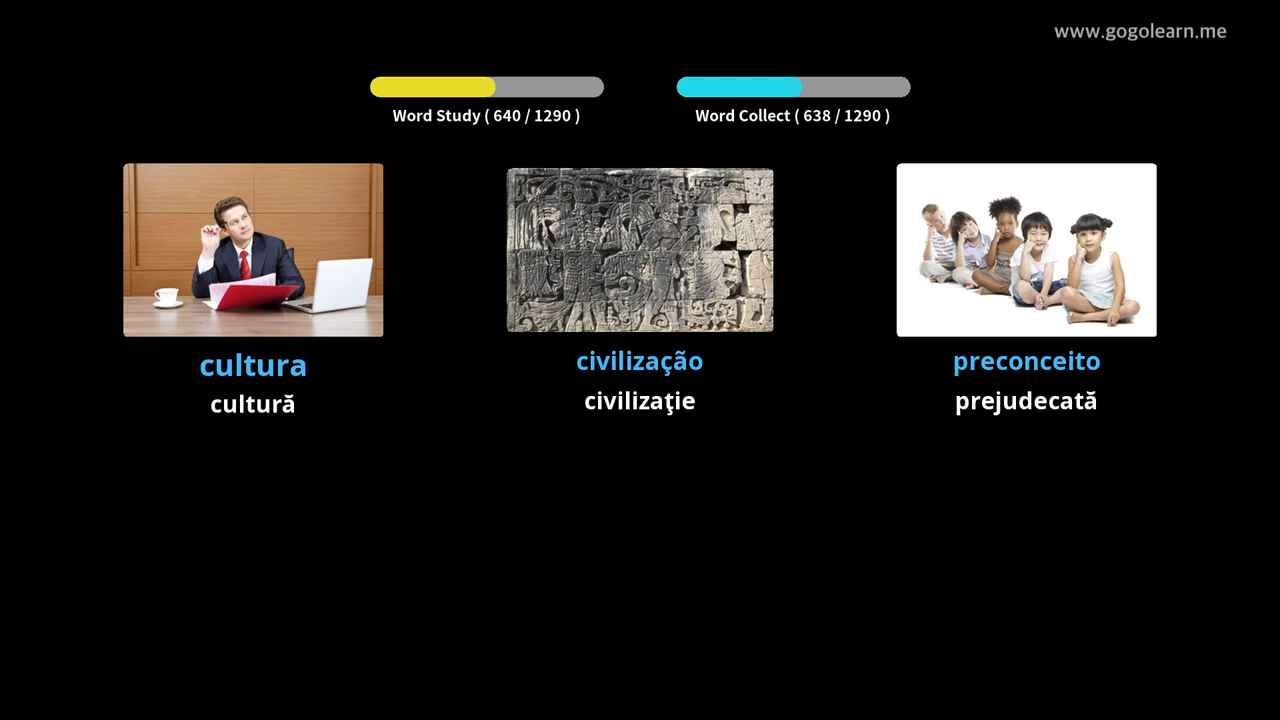 www.gogolearn.me
Word Study ( 640 / 1290 )
Word Collect ( 638 / 1290 )
cultura
cultură
civilização
civilizaţie
preconceito
prejudecată